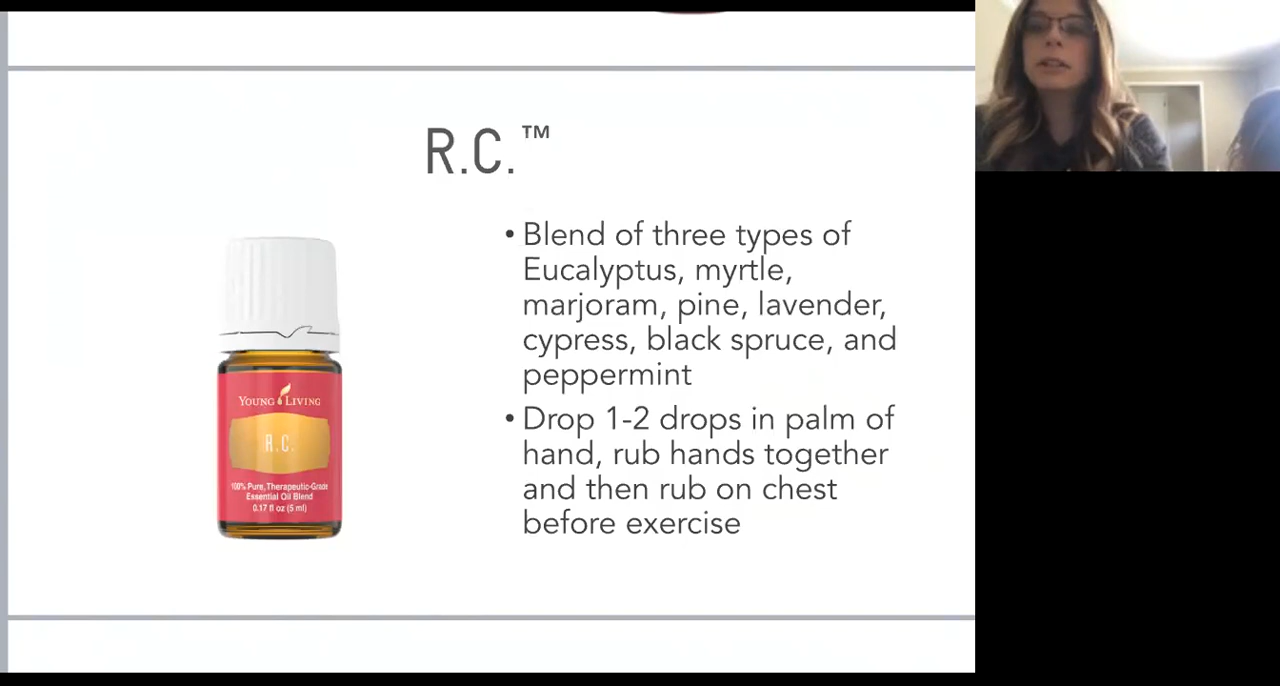 R.C.™
• Blend of three types of
Eucalyptus, myrtle,
marjoram, pine, lavender,
cypress, black spruce, and
peppermint
• Drop 1-2 drops in palm of
hand, rub hands together
and then rub on chest
before exercise
YOUNG LIVING
R.C.
100% Pure, Therapeutic-Grade
Essential Oil Blend
0.17 fl oz (5 ml)